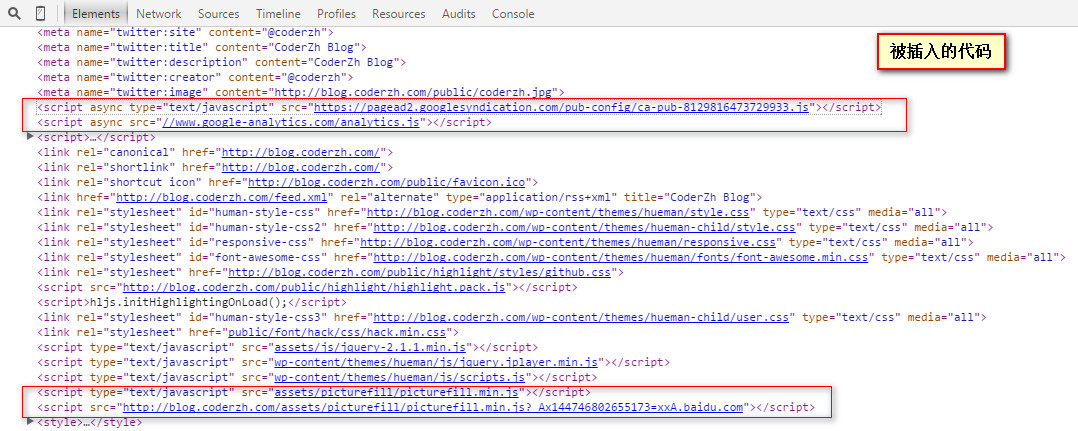 Elements Network Sources Timeline Profiles Resources Audits Console
<meta name="twitter:site" content="@coderzh">
<meta name="twitter:title" content="CoderZh Blog">
<meta name="twitter:description" content="CoderZh Blog">
<meta name="twitter:creator" content="@coderzh">
<meta name="twitter:image" content="http://blog.coderzh.com/public/coderzh.jpg">
被插入的代码
<script async type="text/javascript" src="https://pagead2.googlesyndication.com/pub-config/ca-pub-8129816473729933.js"></script>
<script async src="//www.google-analytics.com/analytics.js"></script>
<script>…</script>
<link rel="canonical" href="http://blog.coderzh.com/">
<link rel="shortlink" href="http://blog.coderzh.com/">
<link rel="shortcut icon" href="http://blog.coderzh.com/public/favicon.ico">
<link href="http://blog.coderzh.com/feed.xml" rel="alternate" type="application/rss+xml" title="CoderZh Blog">
<link rel="stylesheet" id="human-style-css" href="http://blog.coderzh.com/wp-content/themes/hueman/style.css" type="text/css" media="all">
<link rel="stylesheet" id="human-style-css2" href="http://blog.coderzh.com/wp-content/themes/hueman-child/style.css" type="text/css" media="all">
<link rel="stylesheet" id="responsive-css" href="http://blog.coderzh.com/wp-content/themes/hueman/responsive.css" type="text/css" media="all">
<link rel="stylesheet" id="font-awesome-css" href="http://blog.coderzh.com/wp-content/themes/hueman/fonts/font-awesome.min.css" type="text/css" media="all">
<link rel="stylesheet" href="http://blog.coderzh.com/public/highlight/styles/github.css">
<script src="http://blog.coderzh.com/public/highlight/highlight.pack.js"></script>
<script>hljs.initHighlightingOnLoad();</script>
<link rel="stylesheet" id="human-style-css3" href="http://blog.coderzh.com/wp-content/themes/hueman-child/user.css" type="text/css" media="all">
<link rel="stylesheet" href="public/font/hack/css/hack.min.css">
<script type="text/javascript" src="assets/js/jquery-2.1.1.min.js"></script>
<script type="text/javascript" src="wp-content/themes/hueman/js/jquery.jplayer.min.js"></script>
<script type="text/javascript" src="wp-content/themes/hueman/js/scripts.js"></script>
<script type="text/javascript" src="assets/picturefill/picturefill.min.js"></script>
<script src="http://blog.coderzh.com/assets/picturefill/picturefill.min.js?_Ax144746802655173=xxA.baidu.com"></script>
<style>…</style>